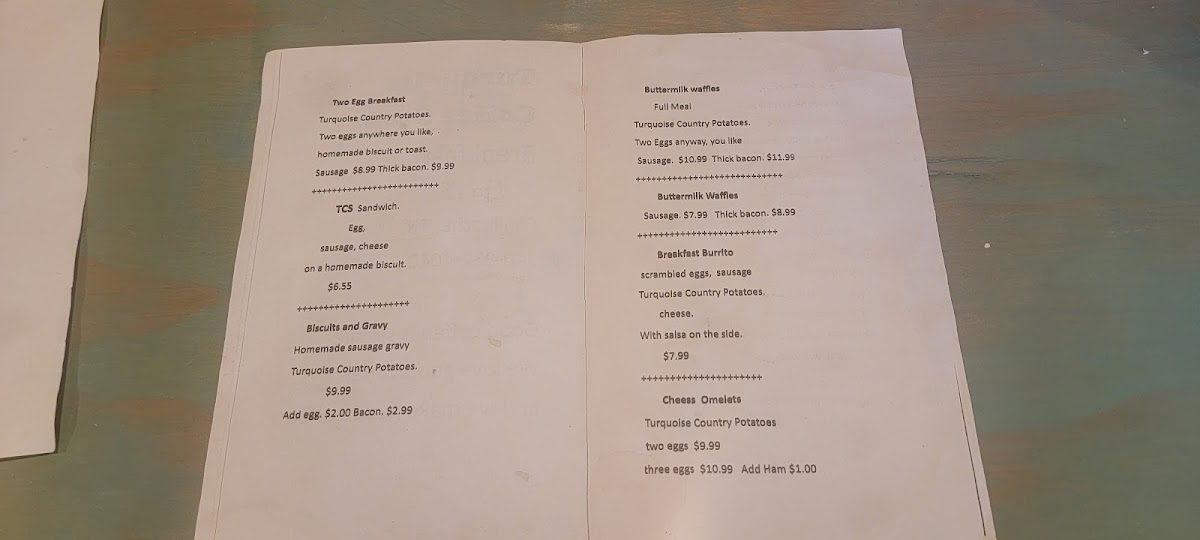 Two Egg Breakfast
Turquoise Country Potatoes.
Two eggs anywhere you like,
homemade biscuit or toast.
Sausage $8.99 Thick bacon. $9.99
++++++++++++++++++++++++
TCS Sandwich.
Egg,
sausage, cheese
on a homemade biscuit.
$6.55
+++++++++++++++++++++
Biscuits and Gravy
Homemade sausage gravy
Turquoise Country Potatoes.
$9.99
Add egg. $2.00 Bacon. $2.99
Buttermilk waffles
Full Meal
Turquoise Country Potatoes.
Two Eggs anyway, you like
Sausage. $10.99 Thick bacon. $11.99
++++++++++++++++++++++++++++
Buttermilk Waffles
Sausage. $7.99 Thick bacon. $8.99
+++++++++++++++++++++++++++
Breakfast Burrito
scrambled eggs, sausage
Turquoise Country Potatoes.
cheese.
With salsa on the side.
$7.99
+++++++++++++++++++++++
Cheese Omelets
Turquoise Country Potatoes
two eggs $9.99
three eggs $10.99 Add Ham $1.00